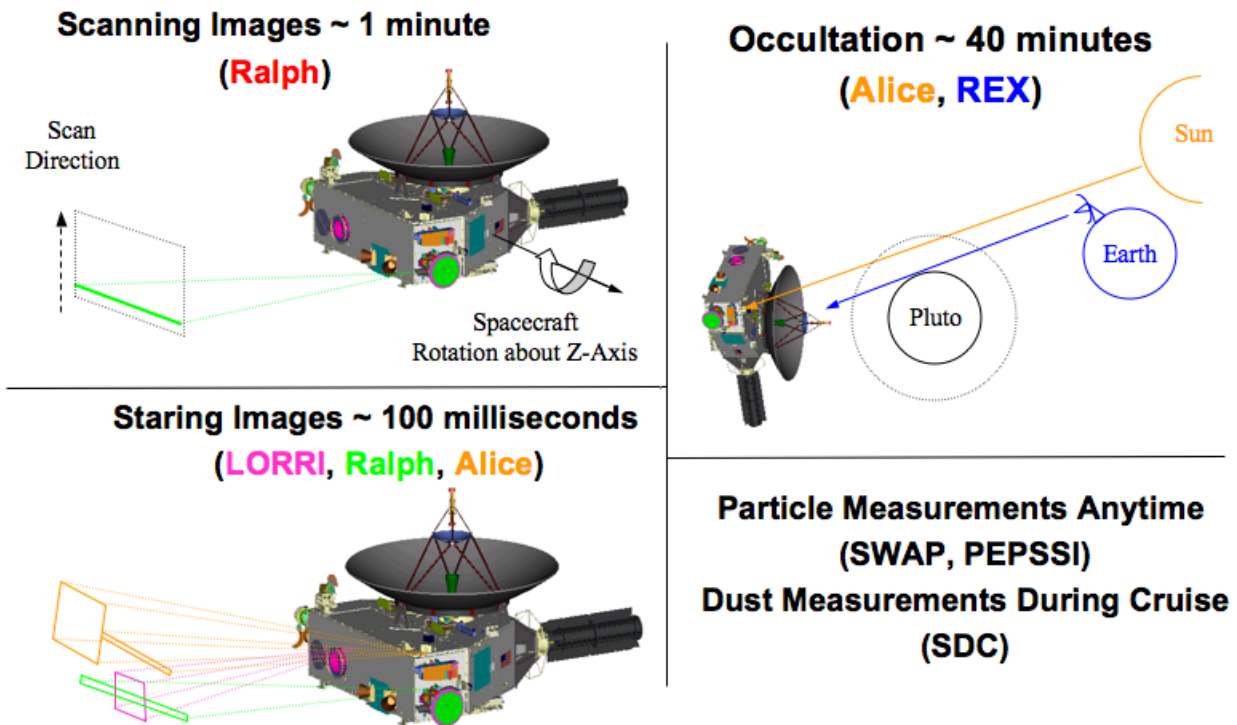 Scanning Images ~ 1 minute
(Ralph)
Scan
Direction
Spacecraft
Rotation about Z-Axis
Occultation ~ 40 minutes
(Alice, REX)
Sun
Earth
Pluto
Staring Images ~ 100 milliseconds
(LORRI, Ralph, Alice)
Particle Measurements Anytime
(SWAP, PEPSSI)
Dust Measurements During Cruise
(SDC)